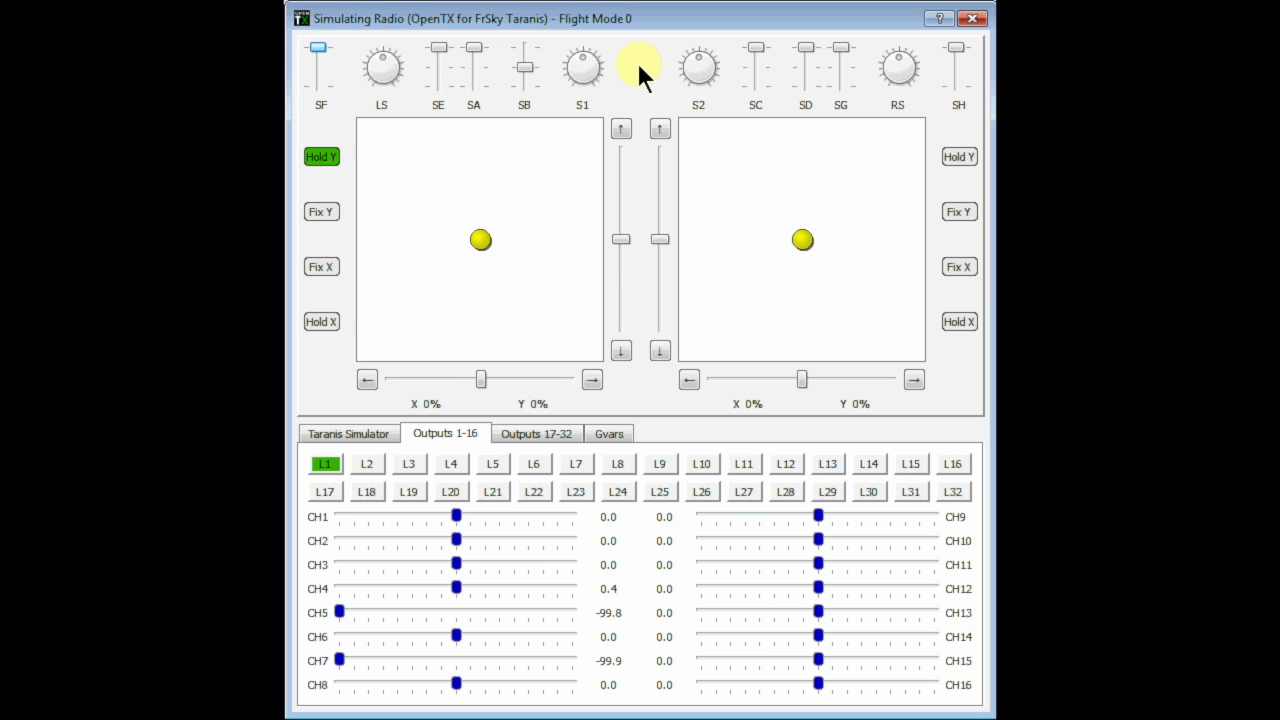 OPEN TX Simulating Radio (OpenTX for FrSky Taranis) - Flight Mode 0 ?
SF LS SE SA SB S1 S2 SC SD SG RS SH
↑ ↑
Hold Y Hold Y
Fix Y Fix Y
Fix X Fix X
Hold X Hold X
↓ ↓
← → ← →
X 0% Y 0% X 0% Y 0%
Taranis Simulator Outputs 1-16 Outputs 17-32 Gvars
L1 L2 L3 L4 L5 L6 L7 L8 L9 L10 L11 L12 L13 L14 L15 L16
L17 L18 L19 L20 L21 L22 L23 L24 L25 L26 L27 L28 L29 L30 L31 L32
CH1 0.0 0.0 CH9
CH2 0.0 0.0 CH10
CH3 0.0 0.0 CH11
CH4 0.4 0.0 CH12
CH5 -99.8 0.0 CH13
CH6 0.0 0.0 CH14
CH7 -99.9 0.0 CH15
CH8 0.0 0.0 CH16